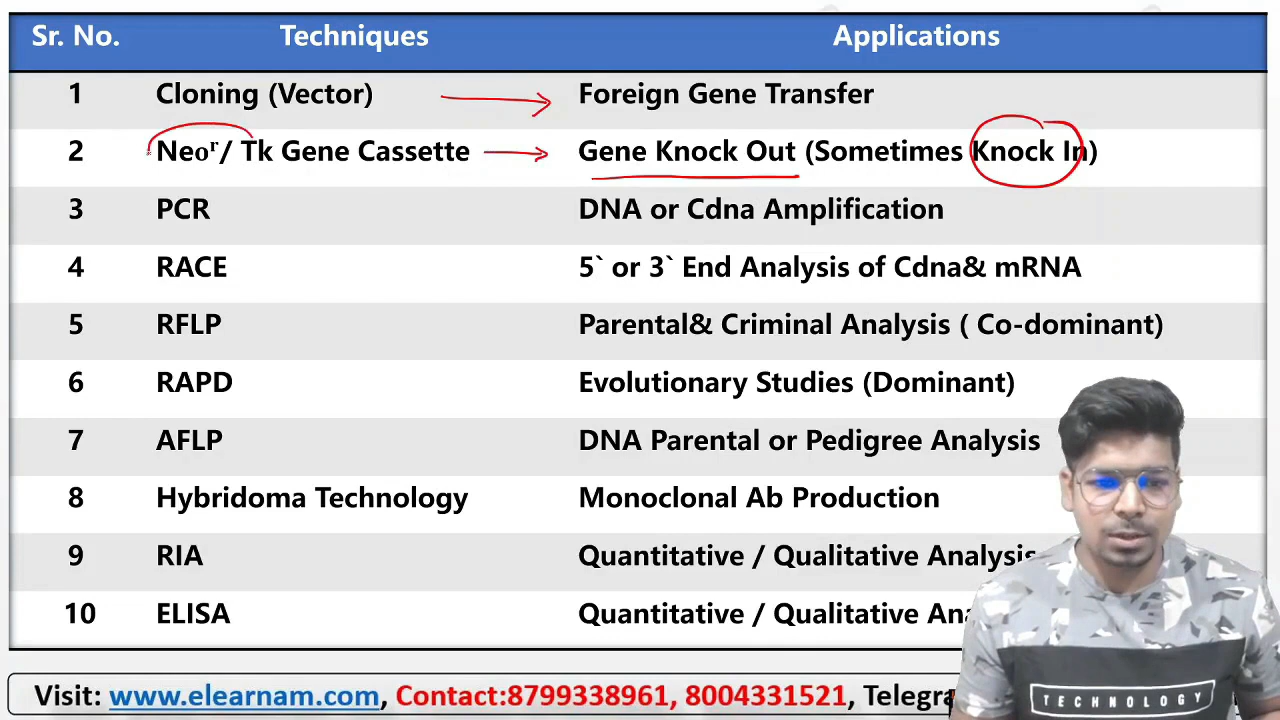 Sr. No. Techniques Applications
1 Cloning (Vector) Foreign Gene Transfer
2 Neoʳ/ Tk Gene Cassette Gene Knock Out (Sometimes Knock In)
3 PCR DNA or Cdna Amplification
4 RACE 5` or 3` End Analysis of Cdna& mRNA
5 RFLP Parental& Criminal Analysis ( Co-dominant)
6 RAPD Evolutionary Studies (Dominant)
7 AFLP DNA Parental or Pedigree Analysis
8 Hybridoma Technology Monoclonal Ab Production
9 RIA Quantitative / Qualitative Analysis
10 ELISA Quantitative / Qualitative
Visit: www.elearnam.com, Contact:8799338961, 8004331521,
TECHNOLOGY